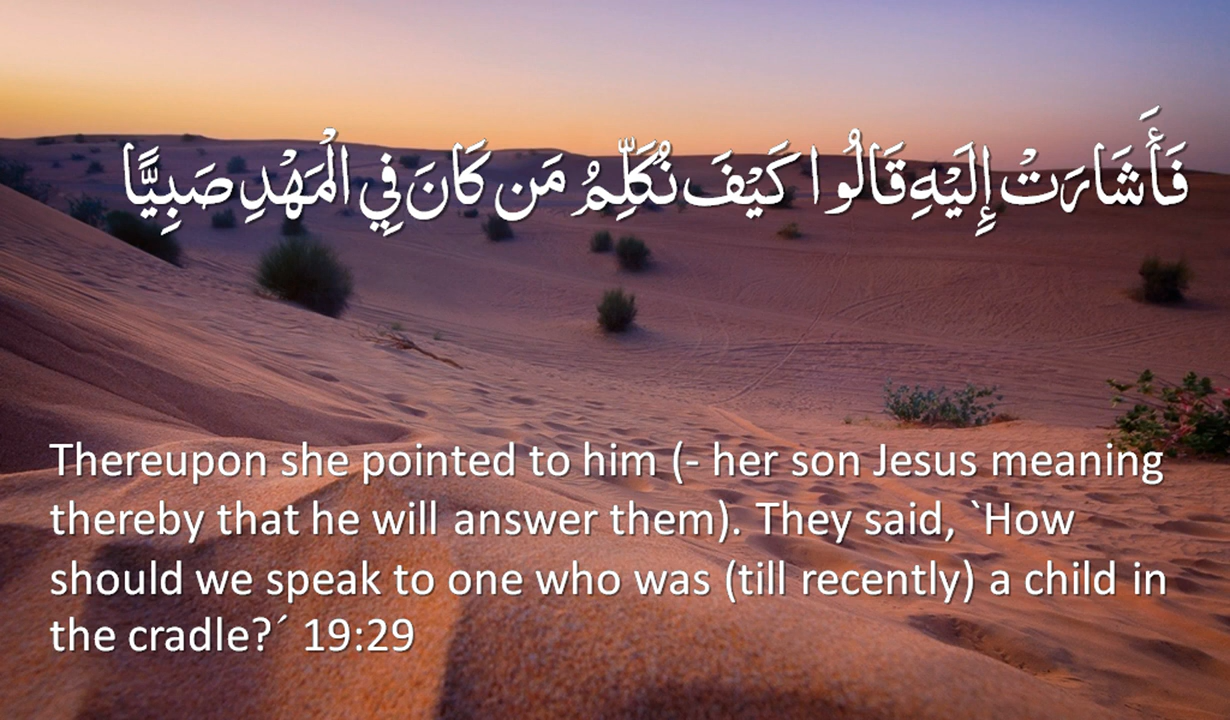 فَأَشَارَتْ إِلَيْهِ قَالُوا كَيْفَ نُكَلِّمُ مَن كَانَ فِي الْمَهْدِ صَبِيًّا
Thereupon she pointed to him (- her son Jesus meaning
thereby that he will answer them). They said, `How
should we speak to one who was (till recently) a child in
the cradle?´ 19:29